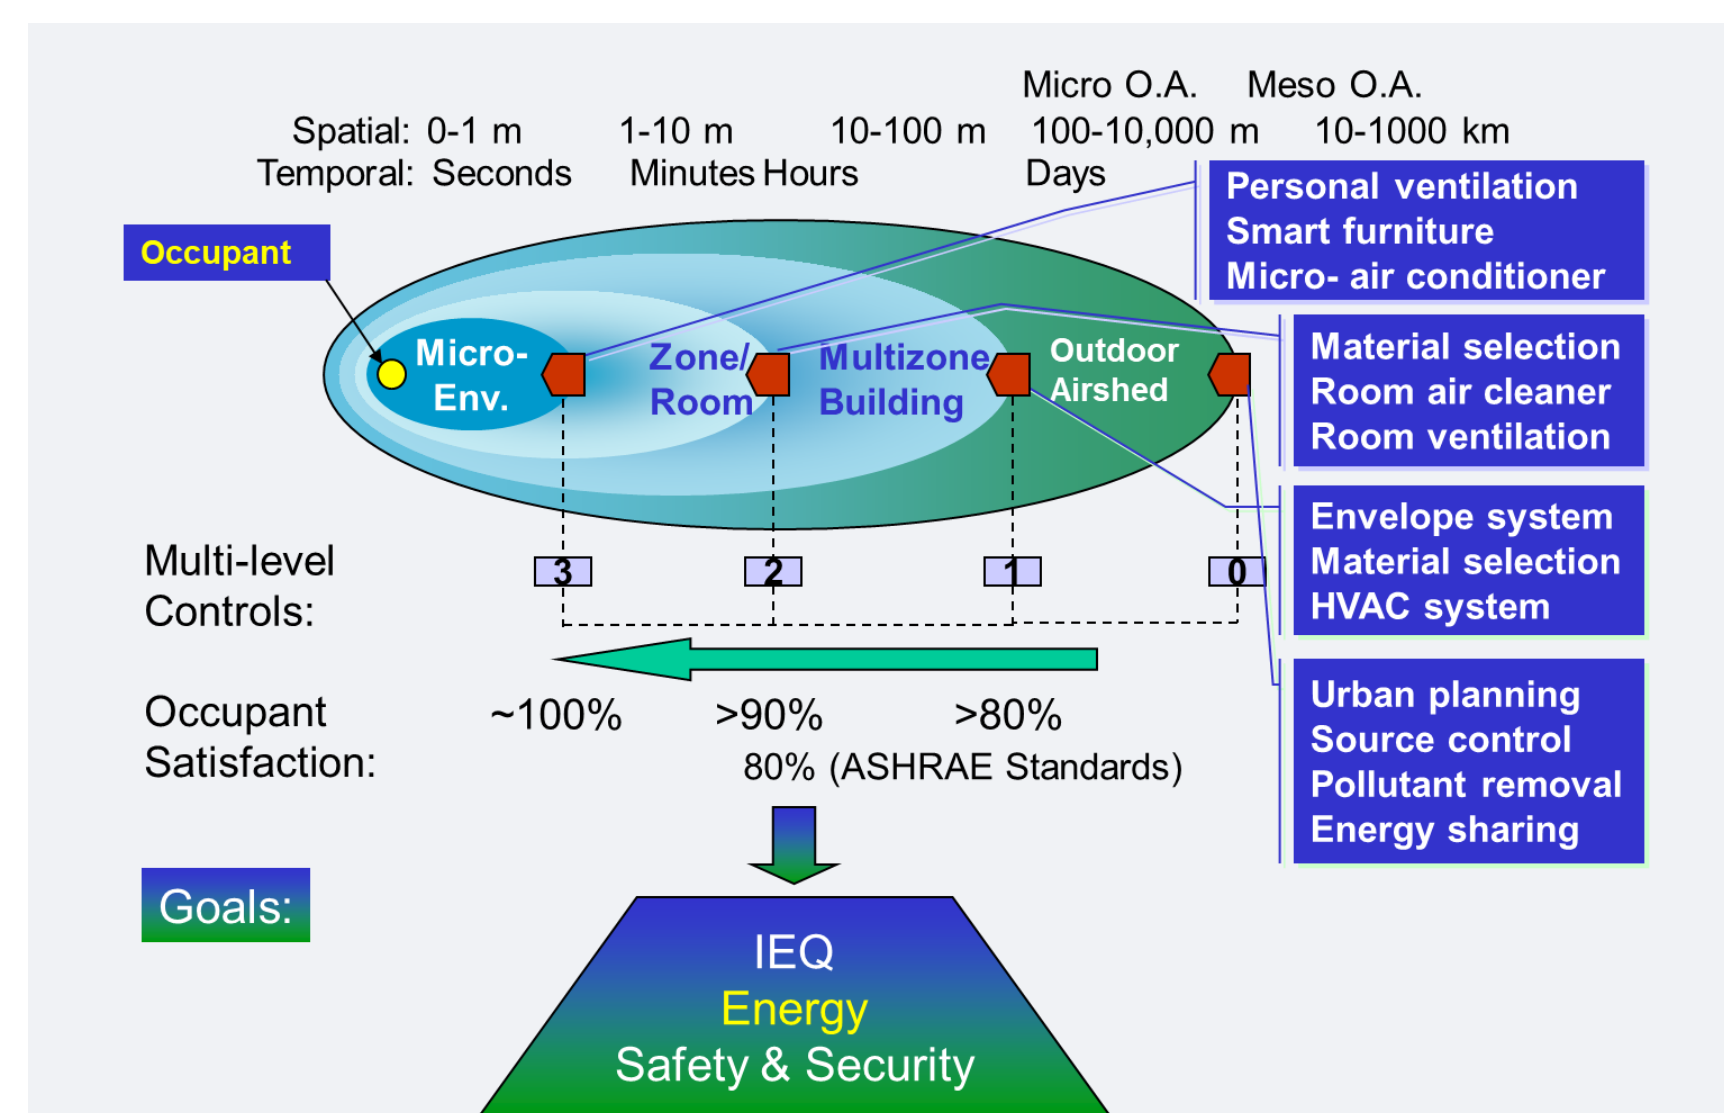 Micro O.A. Meso O.A.
Spatial: 0-1 m 1-10 m 10-100 m 100-10,000 m 10-1000 km
Temporal: Seconds Minutes Hours Days
Occupant
Micro-
Env.
Zone/
Room
Multizone
Building
Outdoor
Airshed
Personal ventilation
Smart furniture
Micro- air conditioner
Material selection
Room air cleaner
Room ventilation
Envelope system
Material selection
HVAC system
Urban planning
Source control
Pollutant removal
Energy sharing
Multi-level
Controls:
3 2 1 0
Occupant
Satisfaction:
~100% >90% >80%
80% (ASHRAE Standards)
Goals:
IEQ
Energy
Safety & Security